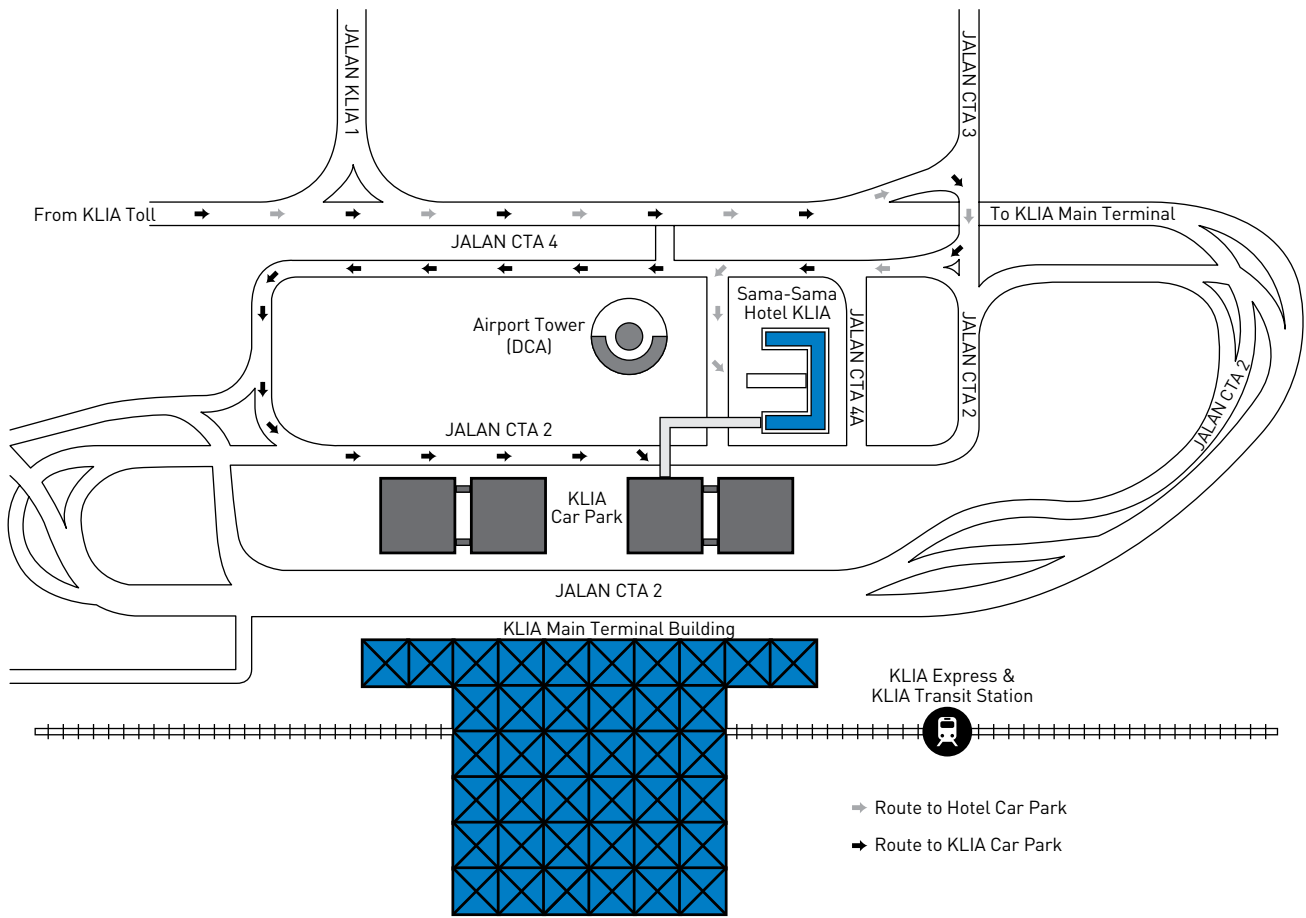 JALAN KLIA 1
JALAN CTA 3
From KLIA Toll
To KLIA Main Terminal
JALAN CTA 4
Sama-Sama
Hotel KLIA
Airport Tower
(DCA)
JALAN CTA 4A
JALAN CTA 2
JALAN CTA 2
JALAN CTA 2
KLIA
Car Park
JALAN CTA 2
KLIA Main Terminal Building
KLIA Express &
KLIA Transit Station
Route to Hotel Car Park
Route to KLIA Car Park